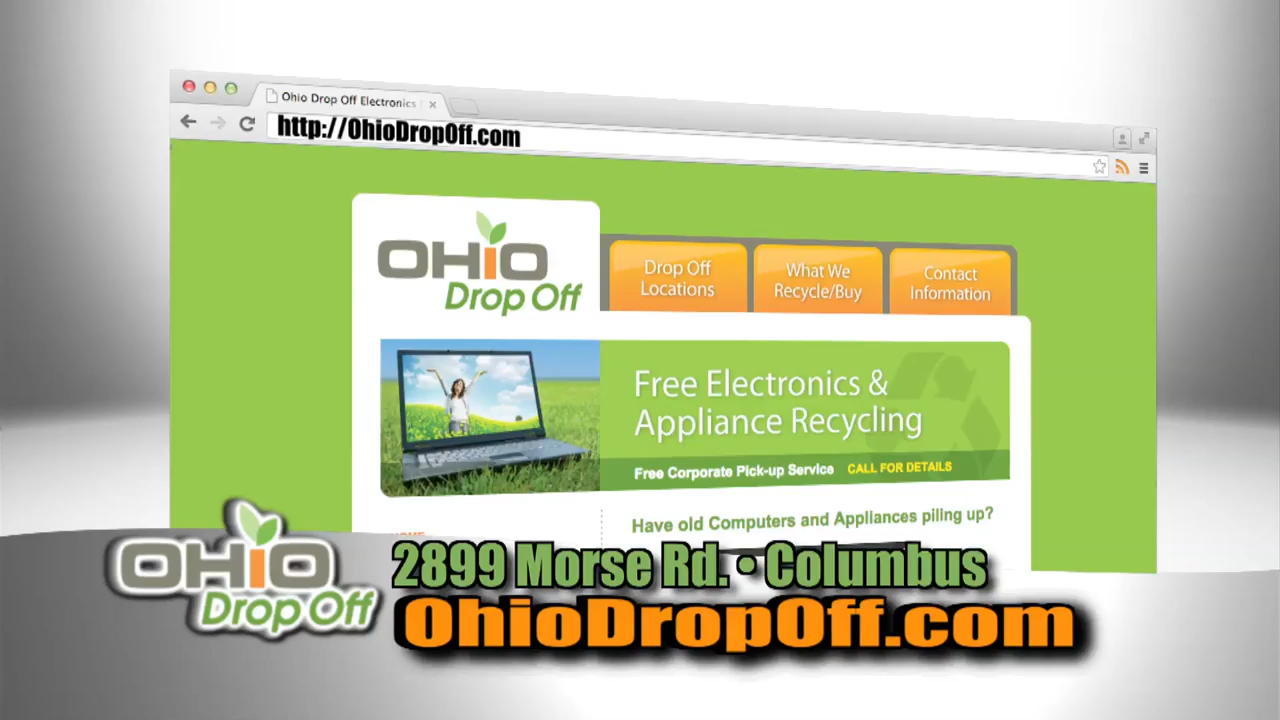 Ohio Drop Off Electronics
http://OhioDropOff.com
OHiO
Drop Off
Drop Off
Locations
What We
Recycle/Buy
Contact
Information
Free Electronics &
Appliance Recycling
Free Corporate Pick-up Service CALL FOR DETAILS
Have old Computers and Appliances piling up?
OHiO
Drop Off
2899 Morse Rd. • Columbus
OhioDropOff.com